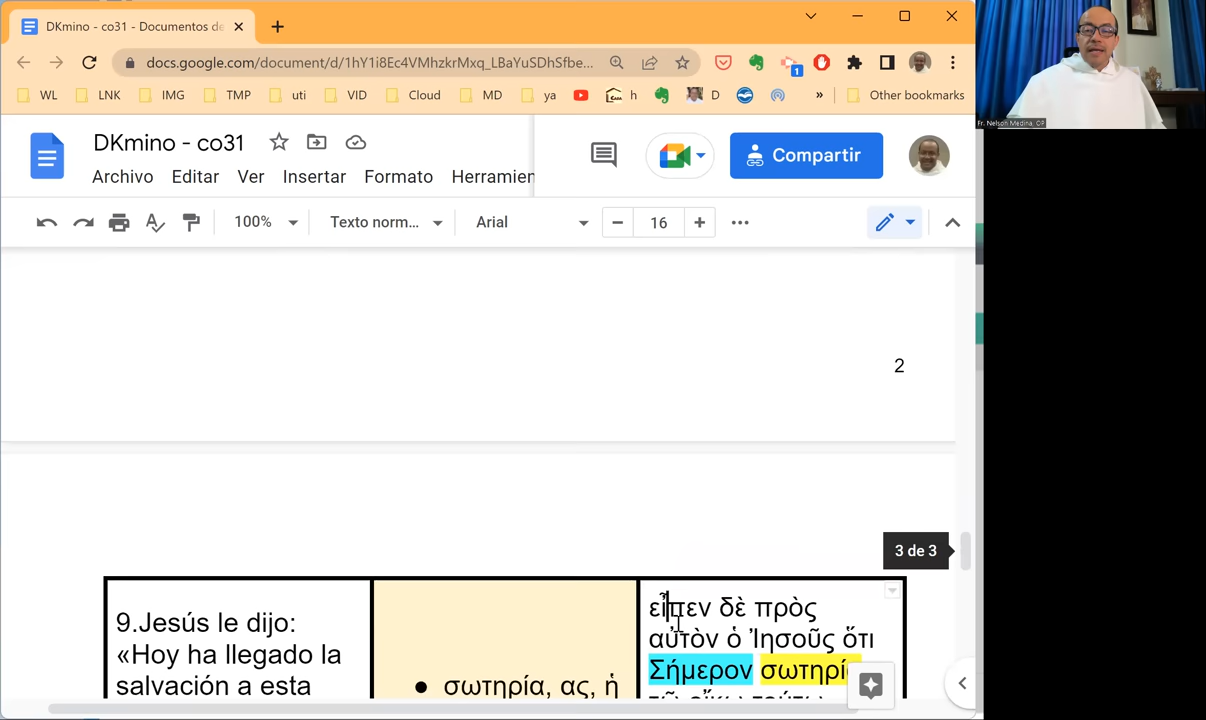 DKmino - co31 - Documentos de
docs.google.com/document/d/1hY1i8Ec4VMhzkrMxq_LBaYuSDhSfbe...
WL LNK IMG TMP uti VID Cloud MD ya h D » Other bookmarks
1
DKmino - co31
Archivo Editar Ver Insertar Formato Herramien
Compartir
100% Texto norm... Arial 16
Fr. Nelson Medina, OP
2
3 de 3
9.Jesús le dijo:
«Hoy ha llegado la
salvación a esta
● σωτηρία, ας, ἡ
εἶπεν δὲ πρὸς
αὐτὸν ὁ Ἰησοῦς ὅτι
Σήμερον